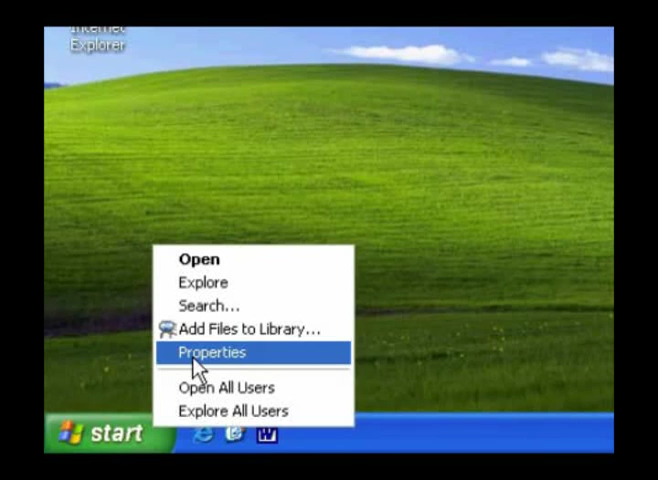 Internet
Explorer
Open
Explore
Search...
Add Files to Library...
Properties
Open All Users
Explore All Users
start